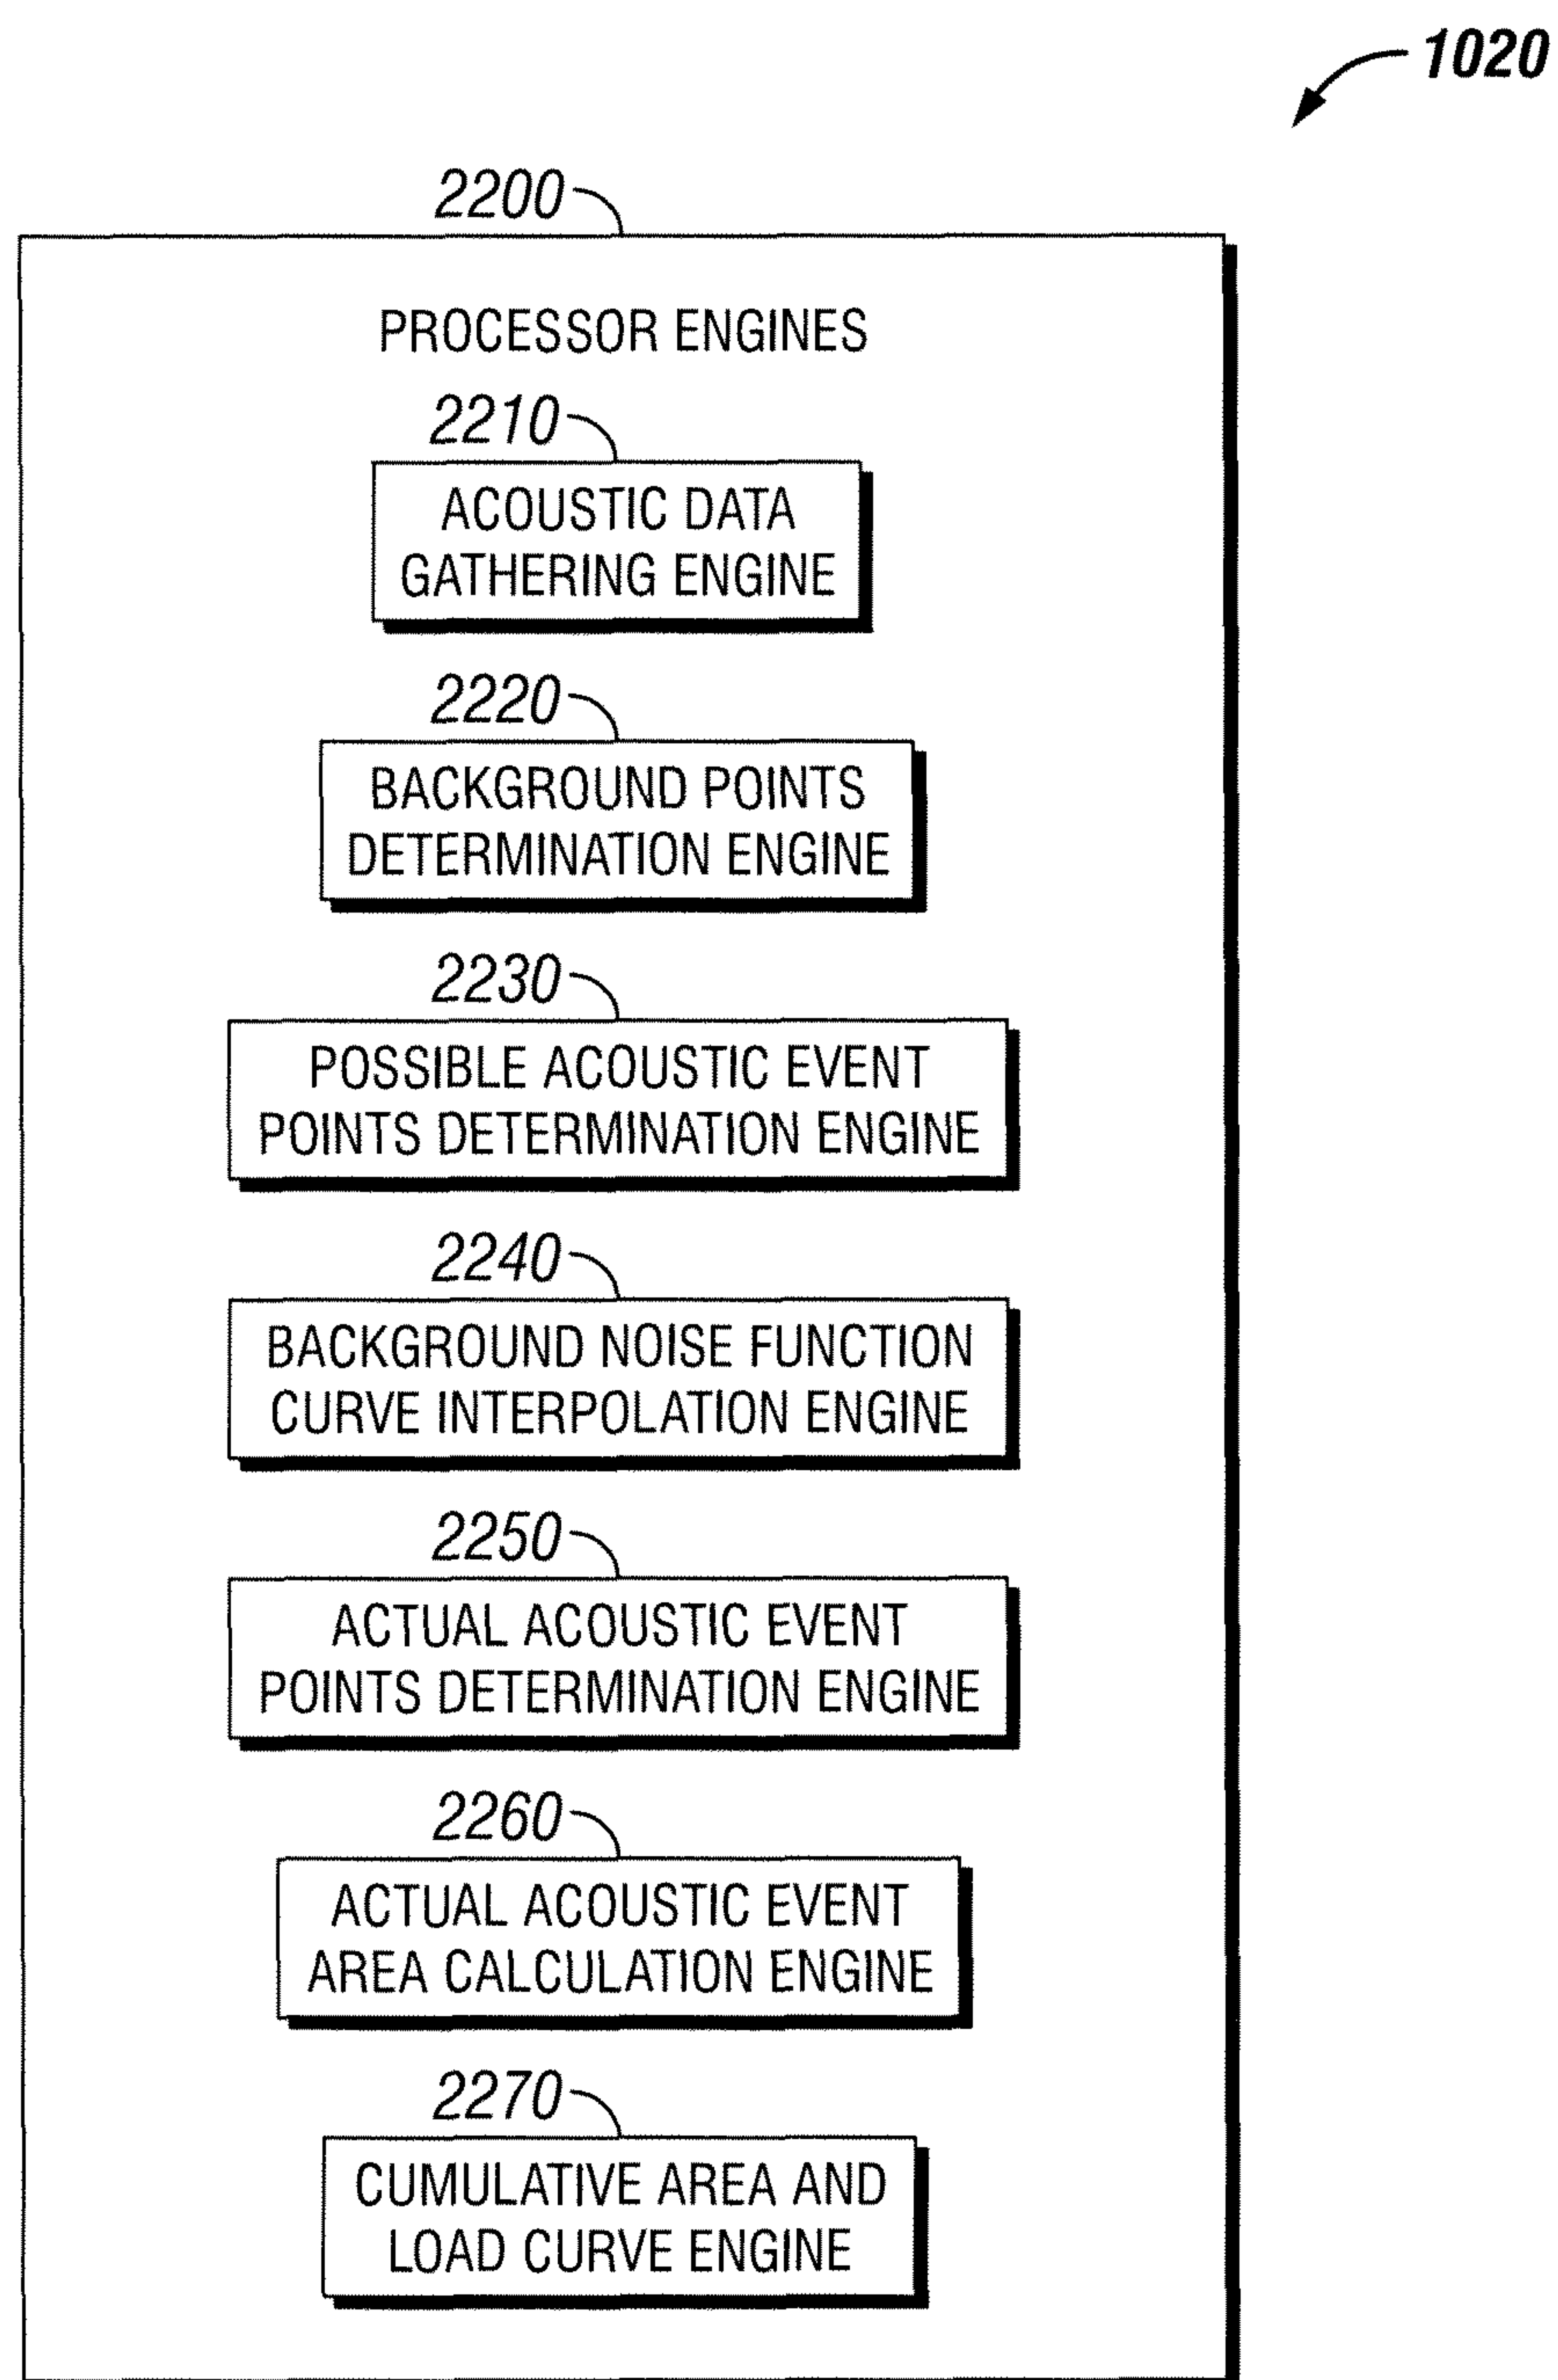 1020
2200
PROCESSOR ENGINES
2210
ACOUSTIC DATA
GATHERING ENGINE
2220
BACKGROUND POINTS
DETERMINATION ENGINE
2230
POSSIBLE ACOUSTIC EVENT
POINTS DETERMINATION ENGINE
2240
BACKGROUND NOISE FUNCTION
CURVE INTERPOLATION ENGINE
2250
ACTUAL ACOUSTIC EVENT
POINTS DETERMINATION ENGINE
2260
ACTUAL ACOUSTIC EVENT
AREA CALCULATION ENGINE
2270
CUMULATIVE AREA AND
LOAD CURVE ENGINE